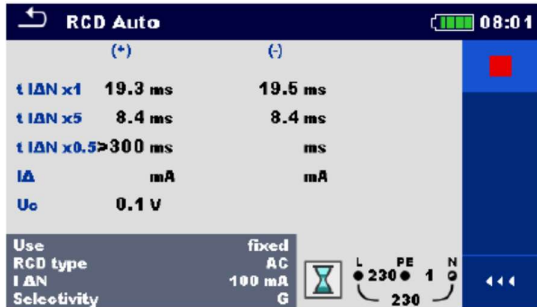 RCD Auto 08:01
(+) (-)
t IΔN x1 19.3 ms 19.5 ms
t IΔN x5 8.4 ms 8.4 ms
t IΔN x0.5 >300 ms ms
IΔ mA mA
Uc 0.1 V
Use fixed
RCD type AC
I ΔN 100 mA
Selectivity G
L PE N
230 1
230